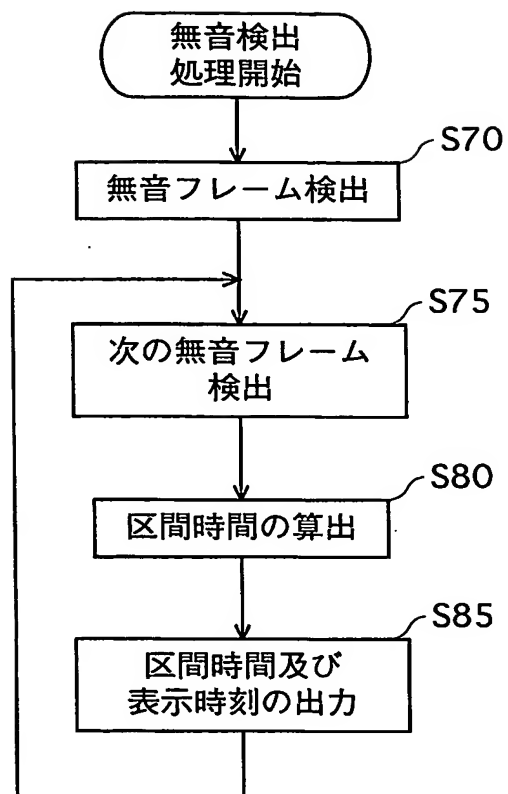 無音検出
処理開始
S70
無音フレーム検出
S75
次の無音フレーム
検出
S80
区間時間の算出
S85
区間時間及び
表示時刻の出力